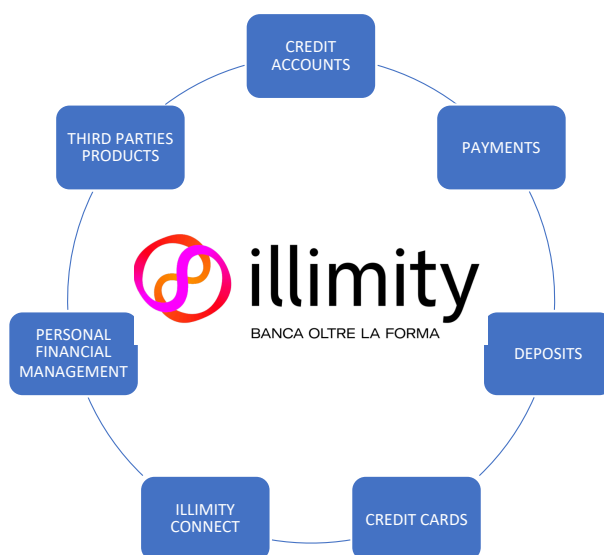 CREDIT
ACCOUNTS
THIRD PARTIES
PRODUCTS
PAYMENTS
illimity
BANCA OLTRE LA FORMA
PERSONAL
FINANCIAL
MANAGEMENT
DEPOSITS
ILLIMITY
CONNECT
CREDIT CARDS